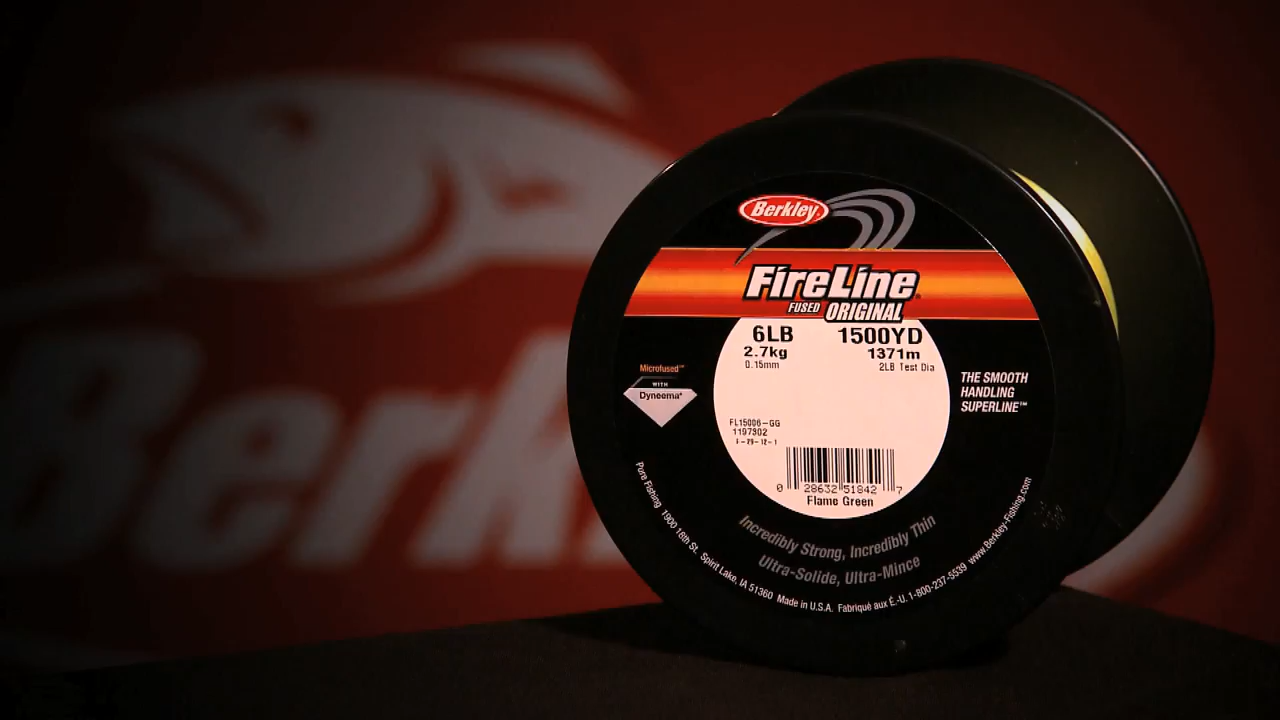 Berkley
FireLine
FUSED ORIGINAL
6LB 1500YD
2.7kg 1371m
0.15mm 2LB Test Dia
Microfused™
WITH
Dyneema®
THE SMOOTH
HANDLING
SUPERLINE™
FL15006-GG
1197302
0 28632 51842 7
Flame Green
Incredibly Strong, Incredibly Thin
Ultra-Solide, Ultra-Mince
Pure Fishing 1900 18th St. Spirit Lake, IA 51360 Made in U.S.A. Fabriqué aux É.-U. 1-800-237-5539 www.Berkley-Fishing.com
Berk